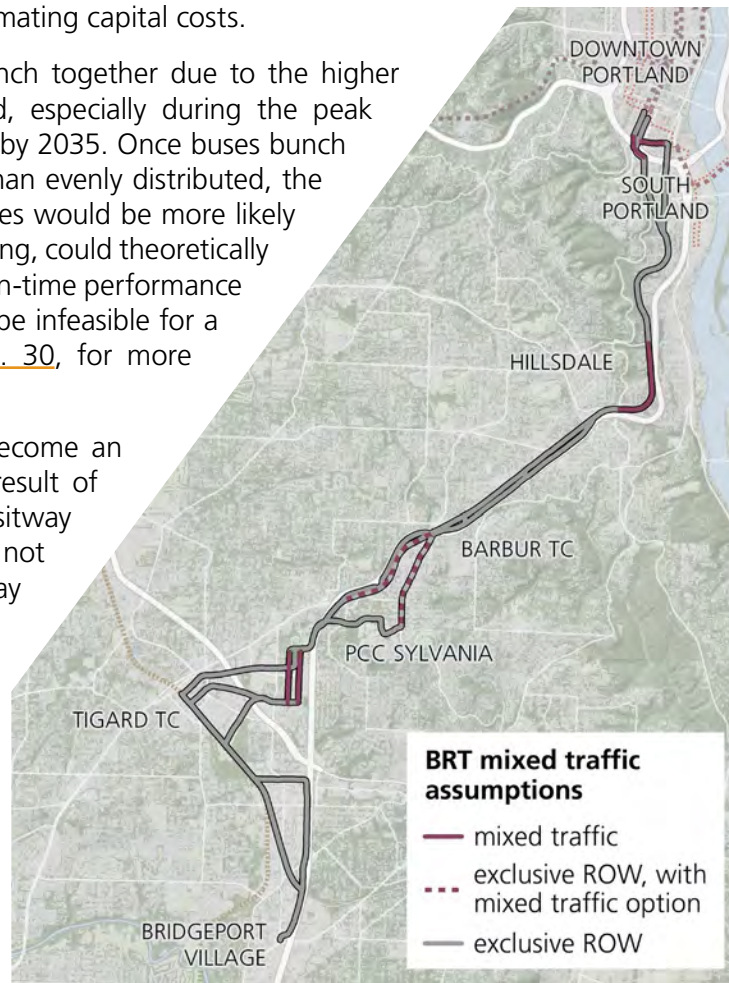 mating capital costs.
nch together due to the higher
d, especially during the peak
by 2035. Once buses bunch
han evenly distributed, the
es would be more likely
ng, could theoretically
n-time performance
be infeasible for a
. 30, for more
ecome an
result of
sitway
not
ay
DOWNTOWN
PORTLAND
SOUTH
PORTLAND
HILLSDALE
BARBUR TC
PCC SYLVANIA
TIGARD TC
BRIDGEPORT
VILLAGE
BRT mixed traffic
assumptions
mixed traffic
exclusive ROW, with
mixed traffic option
exclusive ROW